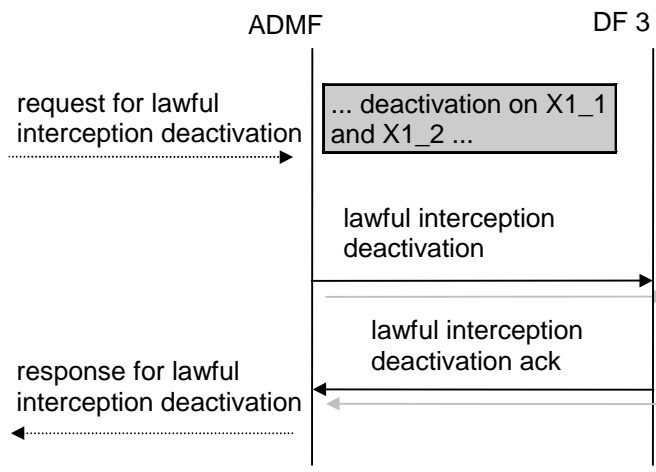 ADMF
DF 3
request for lawful
interception deactivation
... deactivation on X1_1
and X1_2 ...
lawful interception
deactivation
lawful interception
deactivation ack
response for lawful
interception deactivation